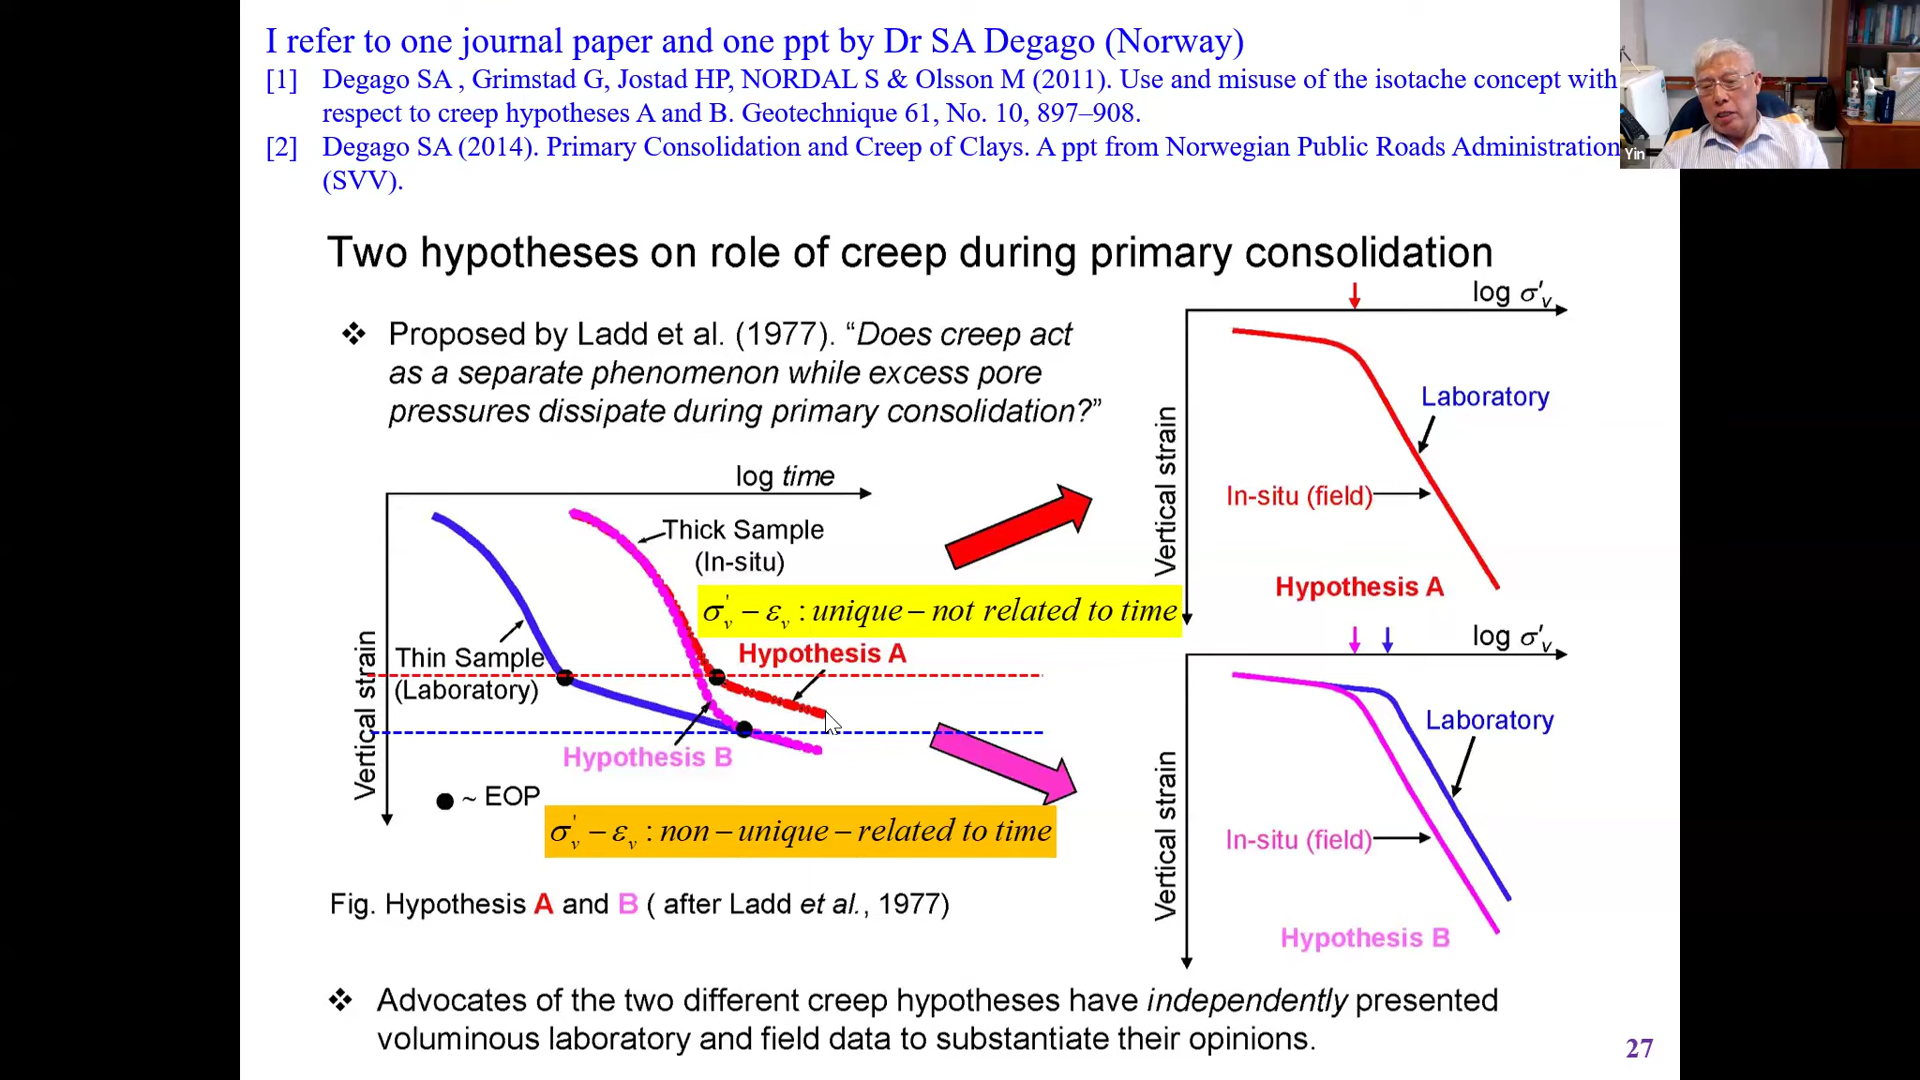 I refer to one journal paper and one ppt by Dr SA Degago (Norway)
[1] Degago SA , Grimstad G, Jostad HP, NORDAL S & Olsson M (2011). Use and misuse of the isotache concept with
respect to creep hypotheses A and B. Geotechnique 61, No. 10, 897–908.
[2] Degago SA (2014). Primary Consolidation and Creep of Clays. A ppt from Norwegian Public Roads Administration
(SVV).
Yin
Two hypotheses on role of creep during primary consolidation
❖ Proposed by Ladd et al. (1977). “Does creep act
as a separate phenomenon while excess pore
pressures dissipate during primary consolidation?”
log time
Thick Sample
(In-situ)
σ'v – εv : unique – not related to time
Hypothesis A
Thin Sample
(Laboratory)
Vertical strain
Hypothesis B
~ EOP
σ'v – εv : non – unique – related to time
Fig. Hypothesis A and B ( after Ladd et al., 1977)
log σ'v
Laboratory
Vertical strain
In-situ (field)
Hypothesis A
log σ'v
Laboratory
Vertical strain
In-situ (field)
Hypothesis B
❖ Advocates of the two different creep hypotheses have independently presented
voluminous laboratory and field data to substantiate their opinions.
27